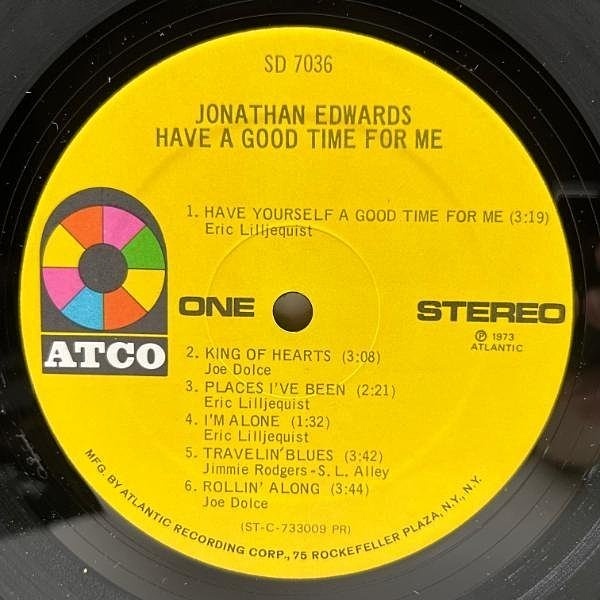 SD 7036
JONATHAN EDWARDS
HAVE A GOOD TIME FOR ME
1. HAVE YOURSELF A GOOD TIME FOR ME (3:19)
Eric Lilljequist
ATCO
ONE
STEREO
Ⓟ 1973
ATLANTIC
2. KING OF HEARTS (3:08)
Joe Dolce
3. PLACES I'VE BEEN (2:21)
Eric Lilljequist
4. I'M ALONE (1:32)
Eric Lilljequist
5. TRAVELIN' BLUES (3:42)
Jimmie Rodgers-S. L. Alley
6. ROLLIN' ALONG (3:44)
Joe Dolce
(ST-C-733009 PR)
MFG. BY ATLANTIC RECORDING CORP., 75 ROCKEFELLER PLAZA, N.Y., N.Y.